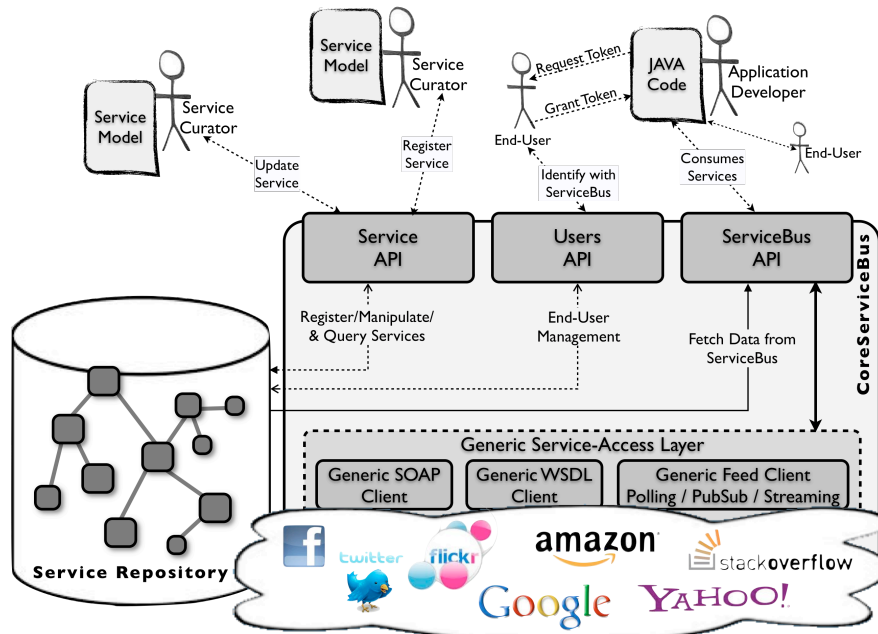 Service
Model
Service
Curator
Service
Model
Service
Curator
Request Token
Grant Token
JAVA
Code
Application
Developer
End-User
End-User
Update
Service
Register
Service
Identify with
ServiceBus
Consumes
Services
Service
API
Users
API
ServiceBus
API
CoreServiceBus
Register/Manipulate/
& Query Services
End-User
Management
Fetch Data from
ServiceBus
Generic Service-Access Layer
Generic SOAP
Client
Generic WSDL
Client
Generic Feed Client
Polling / PubSub / Streaming
Service Repository
f
twitter
flickr
amazon
stackoverflow
Google
YAHOO!